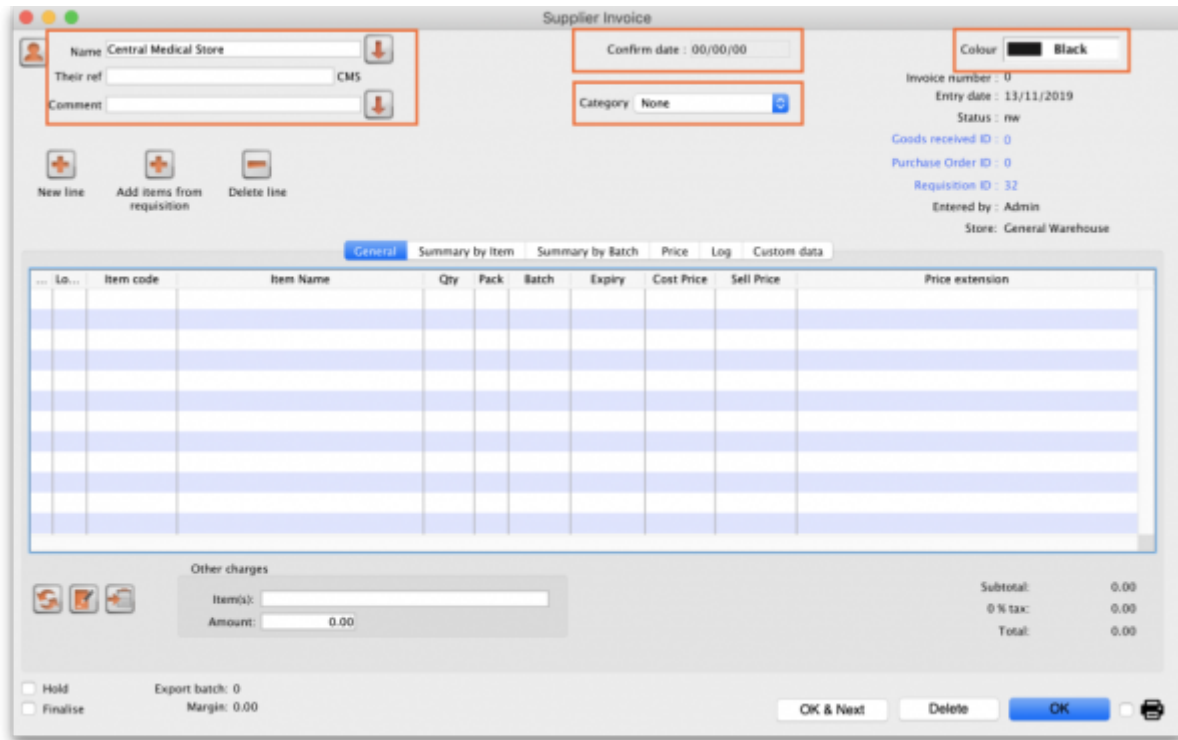 Supplier Invoice
Name Central Medical Store
Their ref CMS
Comment
Confirm date : 00/00/00
Category None
Colour Black
Invoice number : 0
Entry date : 13/11/2019
Status : nw
Goods received ID : 0
Purchase Order ID : 0
Requisition ID : 32
Entered by : Admin
Store: General Warehouse
New line
Add items from
requisition
Delete line
General Summary by Item Summary by Batch Price Log Custom data
... Lo... Item code Item Name Qty Pack Batch Expiry Cost Price Sell Price Price extension
Other charges
Item(s):
Amount: 0.00
Subtotal: 0.00
0 % tax: 0.00
Total: 0.00
Hold
Finalise
Export batch: 0
Margin: 0.00
OK & Next Delete OK